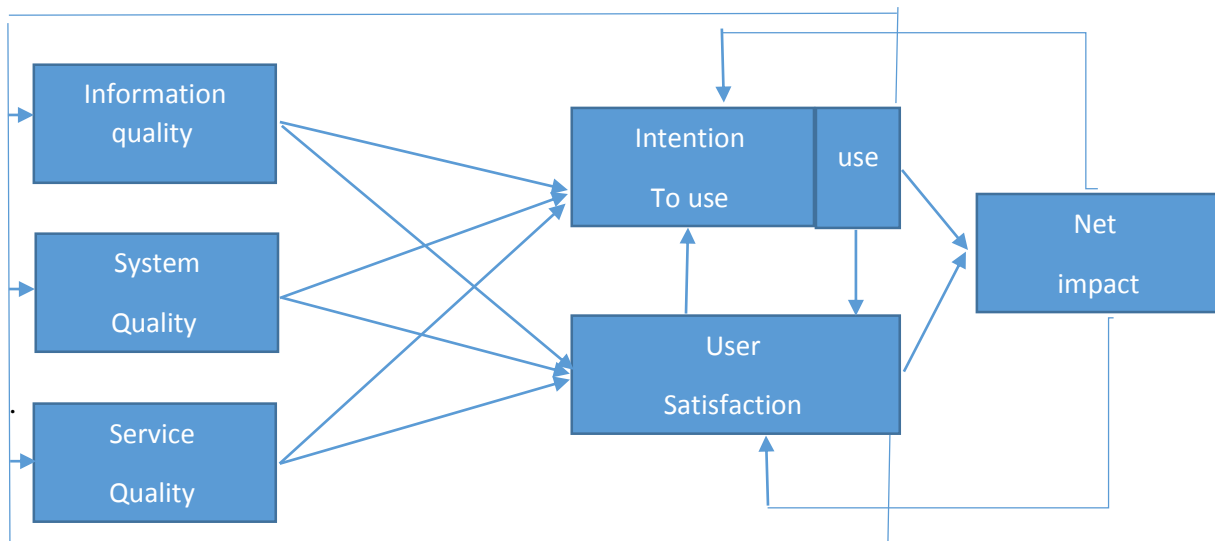 Information
quality
Intention
To use
use
System
Quality
Net
impact
User
Satisfaction
.
Service
Quality